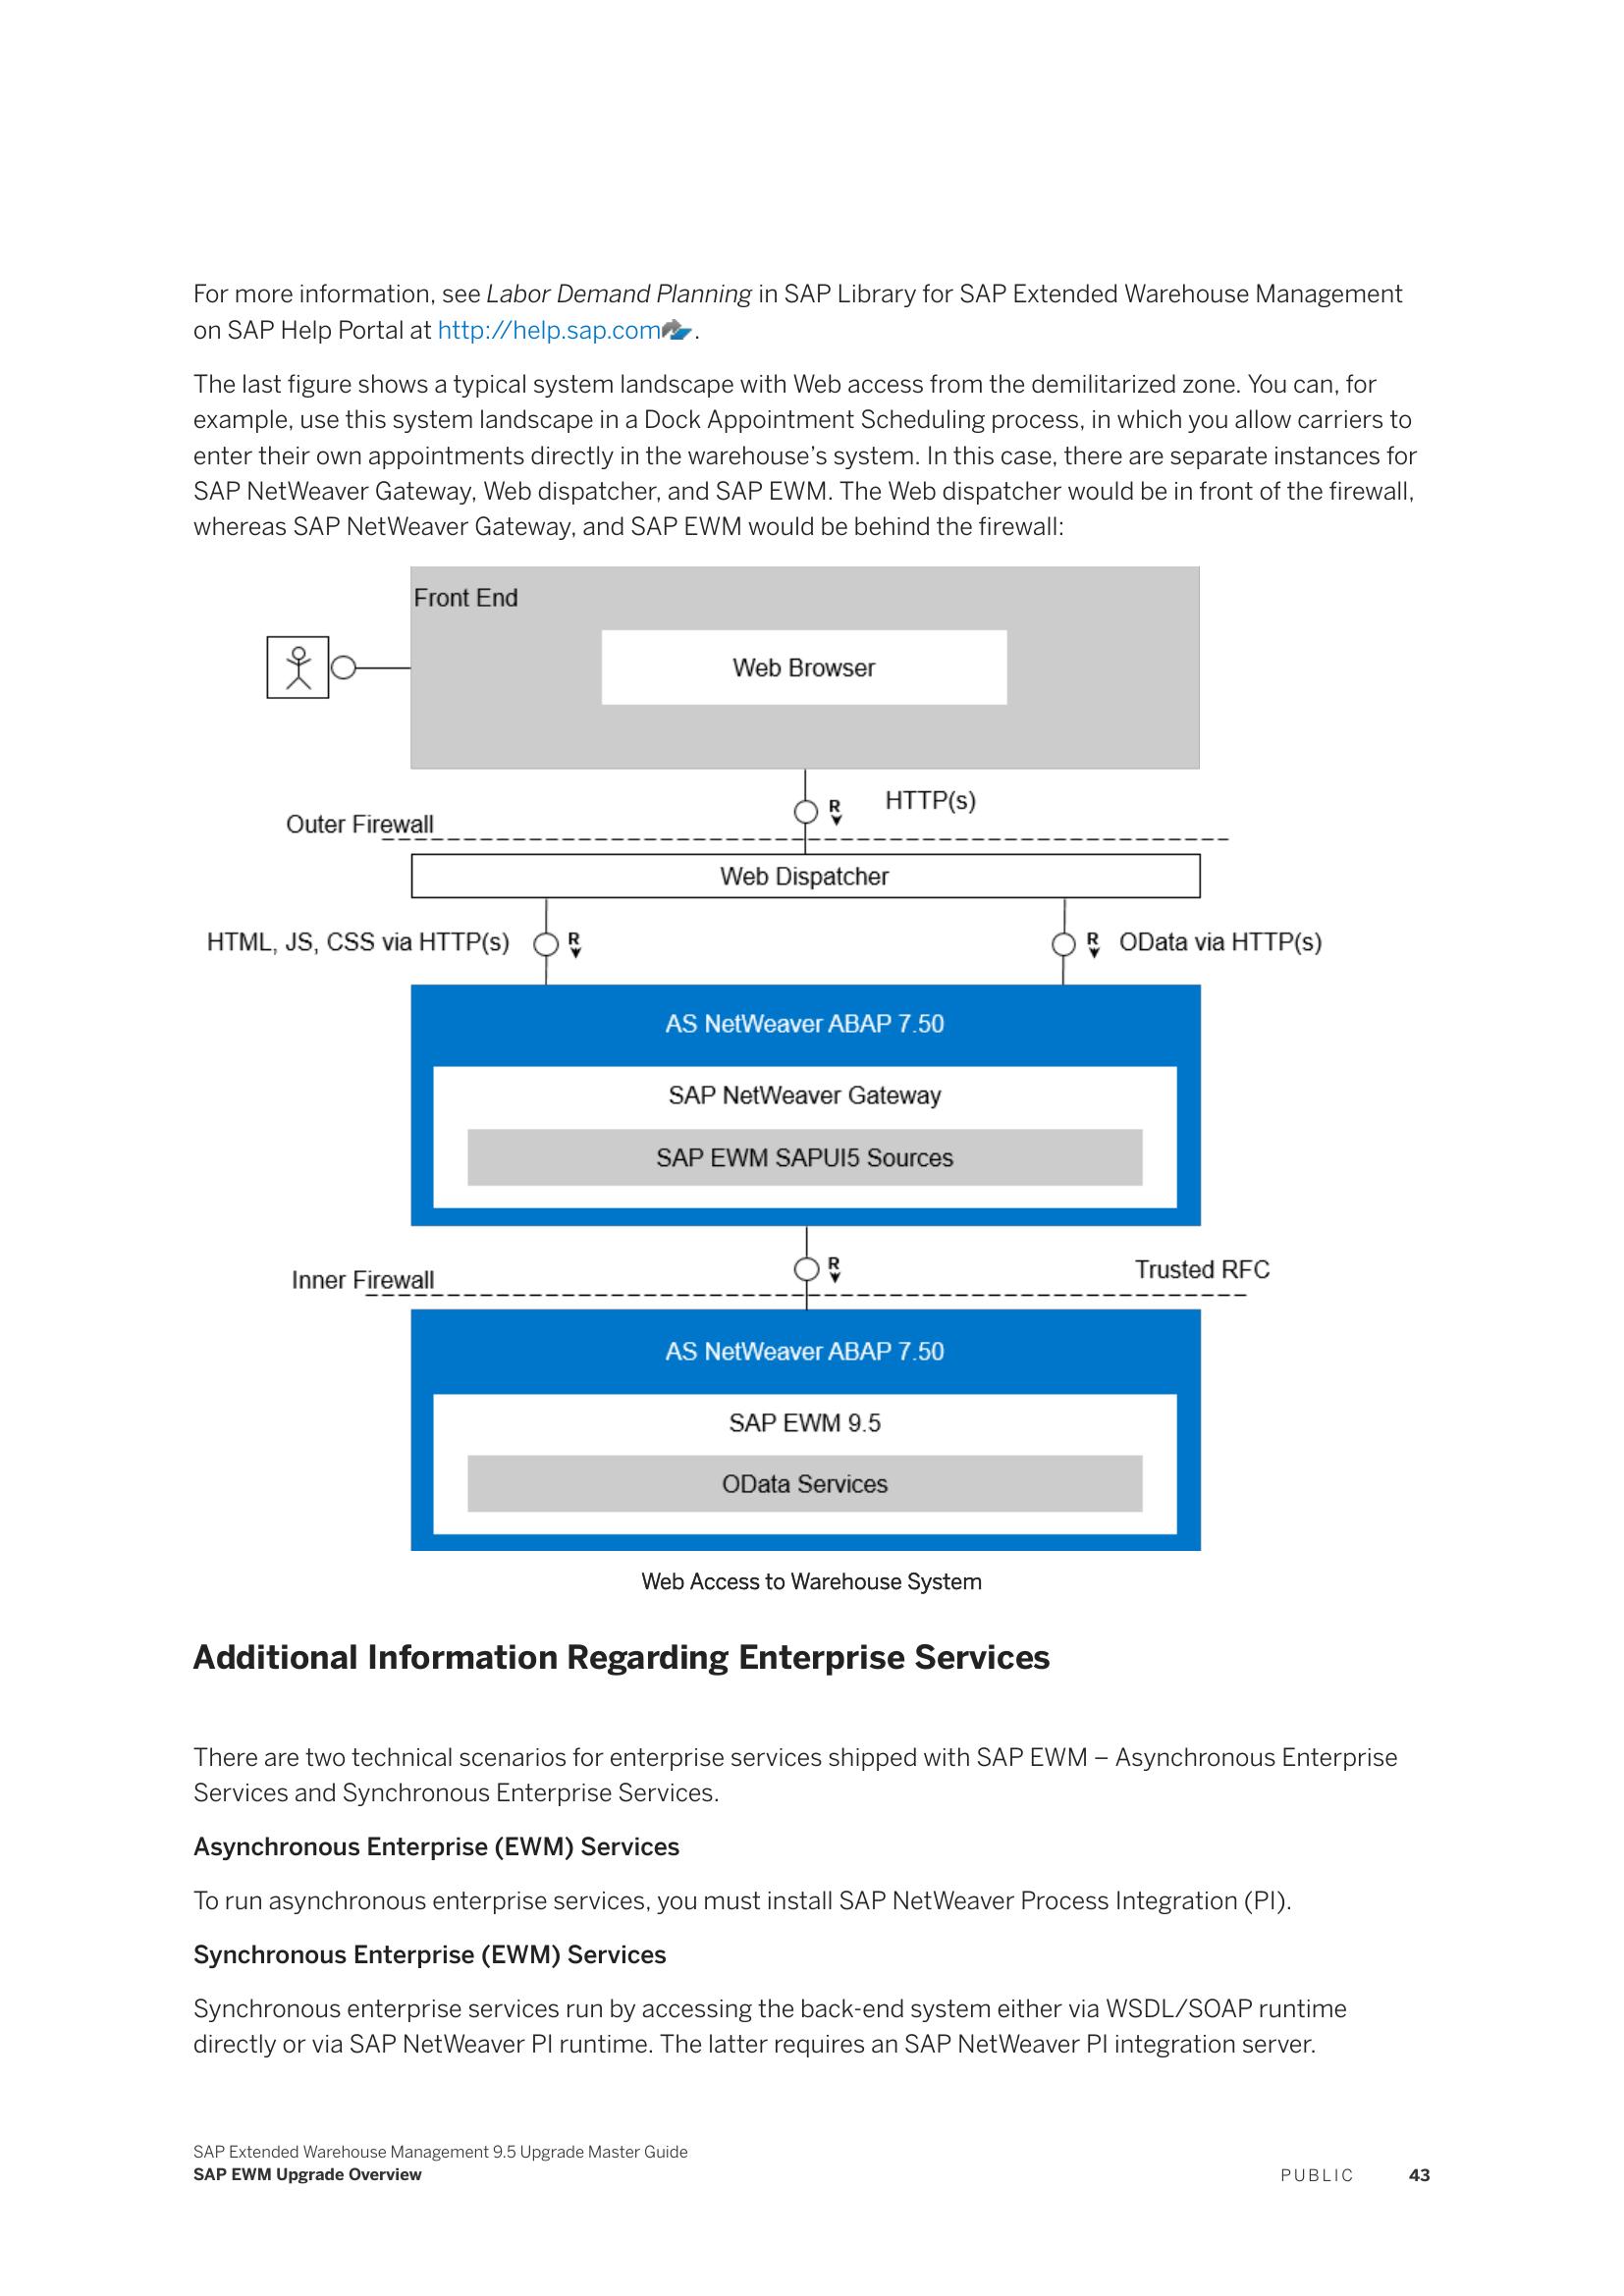 For more information, see Labor Demand Planning in SAP Library for SAP Extended Warehouse Management
on SAP Help Portal at http://help.sap.com.
The last figure shows a typical system landscape with Web access from the demilitarized zone. You can, for
example, use this system landscape in a Dock Appointment Scheduling process, in which you allow carriers to
enter their own appointments directly in the warehouse’s system. In this case, there are separate instances for
SAP NetWeaver Gateway, Web dispatcher, and SAP EWM. The Web dispatcher would be in front of the firewall,
whereas SAP NetWeaver Gateway, and SAP EWM would be behind the firewall:
Front End
Web Browser
R
HTTP(s)
Outer Firewall
Web Dispatcher
HTML, JS, CSS via HTTP(s)
R
R
OData via HTTP(s)
AS NetWeaver ABAP 7.50
SAP NetWeaver Gateway
SAP EWM SAPUI5 Sources
R
Trusted RFC
Inner Firewall
AS NetWeaver ABAP 7.50
SAP EWM 9.5
OData Services
Web Access to Warehouse System
Additional Information Regarding Enterprise Services
There are two technical scenarios for enterprise services shipped with SAP EWM – Asynchronous Enterprise
Services and Synchronous Enterprise Services.
Asynchronous Enterprise (EWM) Services
To run asynchronous enterprise services, you must install SAP NetWeaver Process Integration (PI).
Synchronous Enterprise (EWM) Services
Synchronous enterprise services run by accessing the back-end system either via WSDL/SOAP runtime
directly or via SAP NetWeaver PI runtime. The latter requires an SAP NetWeaver PI integration server.
SAP Extended Warehouse Management 9.5 Upgrade Master Guide
SAP EWM Upgrade Overview
PUBLIC 43